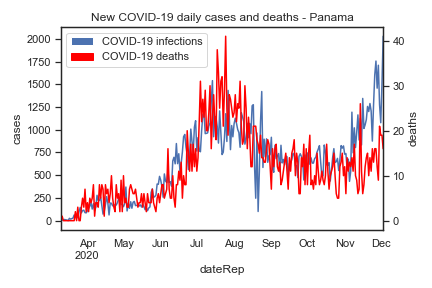 New COVID-19 daily cases and deaths - Panama
COVID-19 infections
COVID-19 deaths
2000
1750
1500
1250
1000
750
500
250
0
cases
40
30
20
10
0
deaths
Apr
2020
May
Jun
Jul
Aug
Sep
Oct
Nov
Dec
dateRep